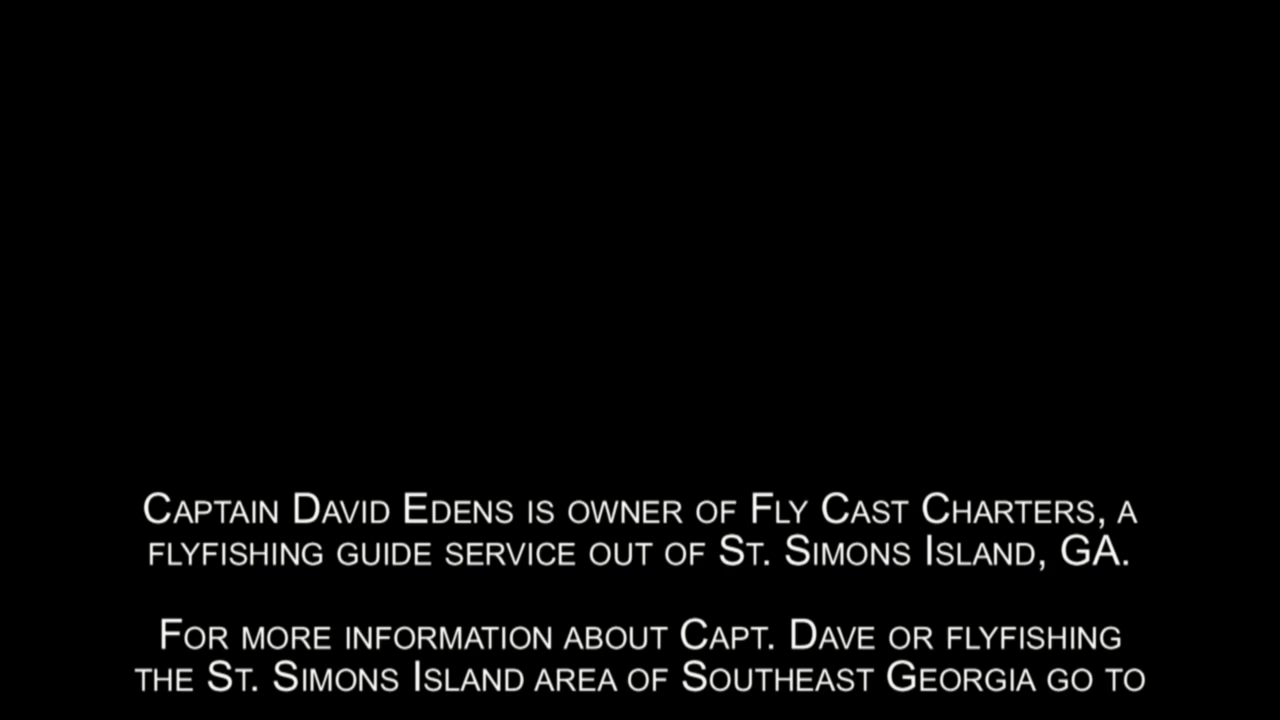 Captain David Edens is owner of Fly Cast Charters, a
flyfishing guide service out of St. Simons Island, GA.
For more information about Capt. Dave or flyfishing
the St. Simons Island area of Southeast Georgia go to